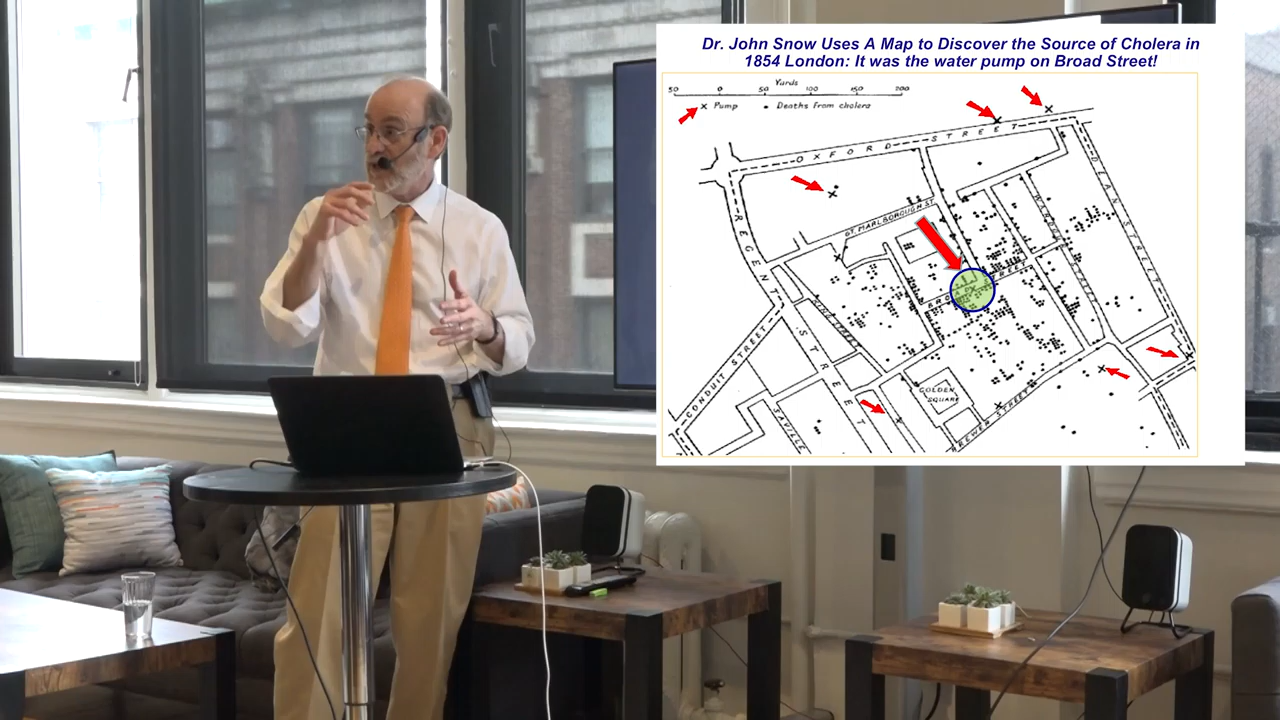 Dr. John Snow Uses A Map to Discover the Source of Cholera in
1854 London: It was the water pump on Broad Street!
Yards
50 0 50 100 150 200
x Pump • Deaths from cholera
OXFORD STREET
GT. MARLBOROUGH ST
REGENT
STREET
BROAD STREET
CONDUIT STREET
SAVILLE
GOLDEN
SQUARE
BREWER STREET